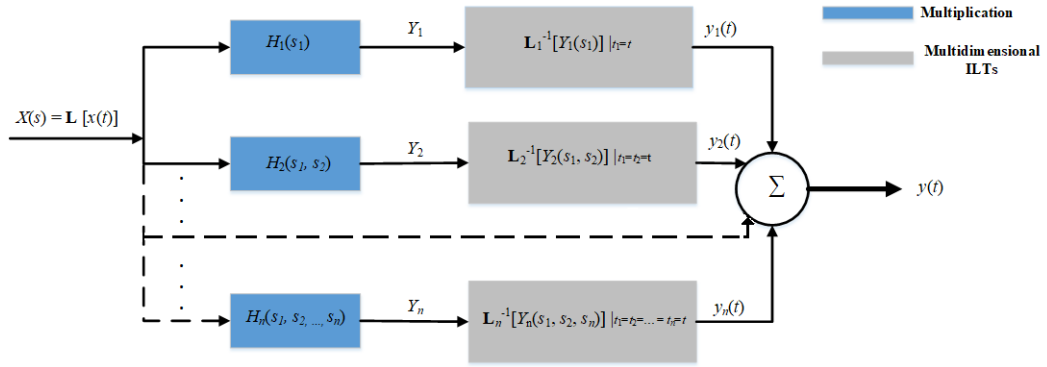 X(s) = L [x(t)]
H₁(s₁)
Y₁
L₁⁻¹[Y₁(s₁)] |ₜ₁₌ₜ
y₁(t)
H₂(s₁, s₂)
Y₂
L₂⁻¹[Y₂(s₁, s₂)] |ₜ₁₌ₜ₂₌ₜ
y₂(t)
Σ
y(t)
Hₙ(s₁, s₂, ..., sₙ)
Yₙ
Lₙ⁻¹[Yₙ(s₁, s₂, sₙ)] |t₁=t₂=... = tₙ=t
yₙ(t)
Multiplication
Multidimensional
ILTs